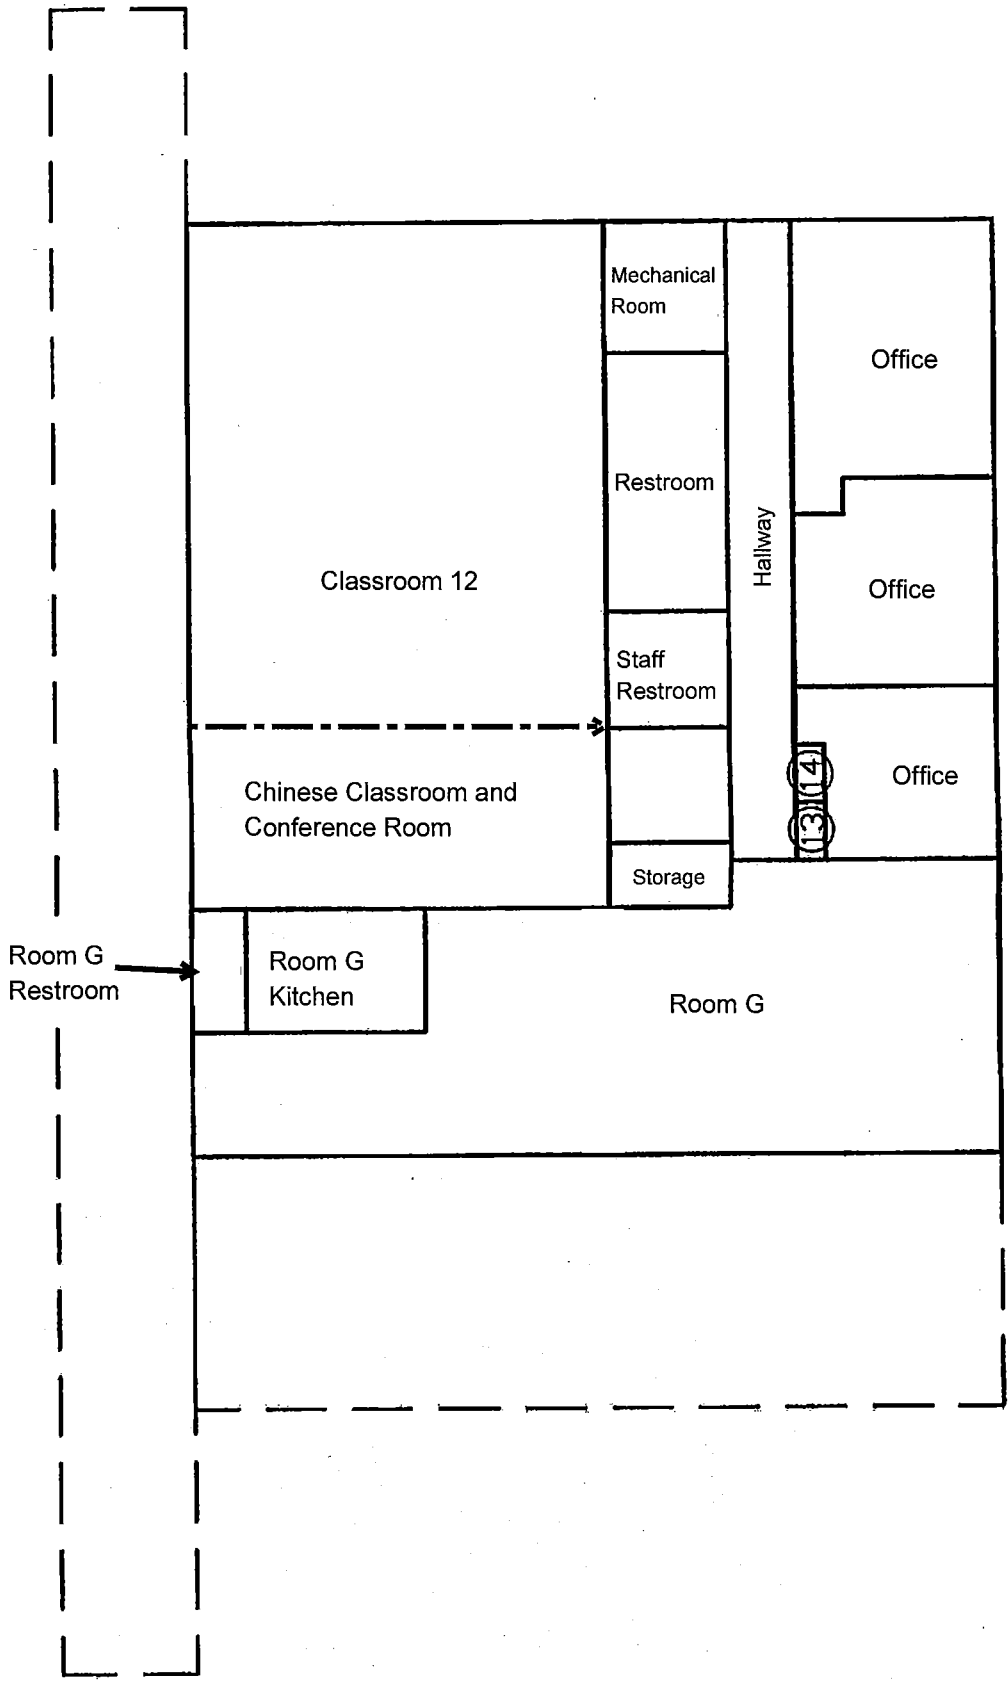 Mechanical
Room
Office
Restroom
Hallway
Classroom 12
Office
Staff
Restroom
Office
14
Chinese Classroom and
Conference Room
13
Storage
Room G
Restroom
Room G
Kitchen
Room G